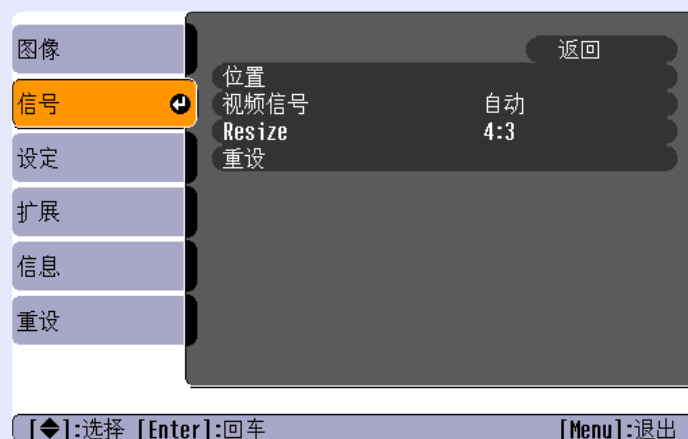 图像
信号
设定
扩展
信息
重设
返回
位置
视频信号 自动
Resize 4:3
重设
[◆]:选择 [Enter]:回车 [Menu]:退出